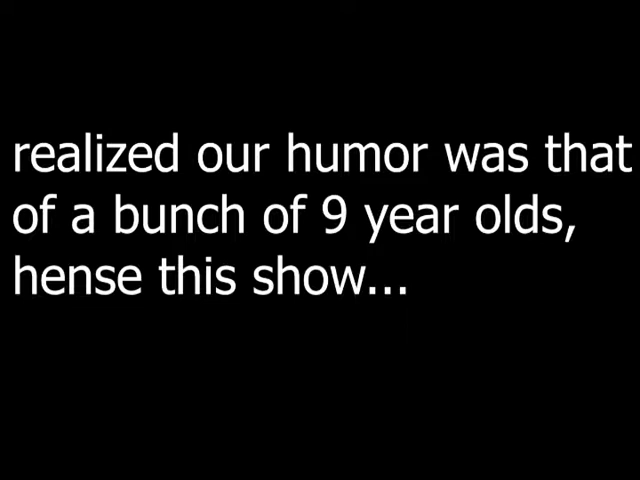 realized our humor was that
of a bunch of 9 year olds,
hense this show...